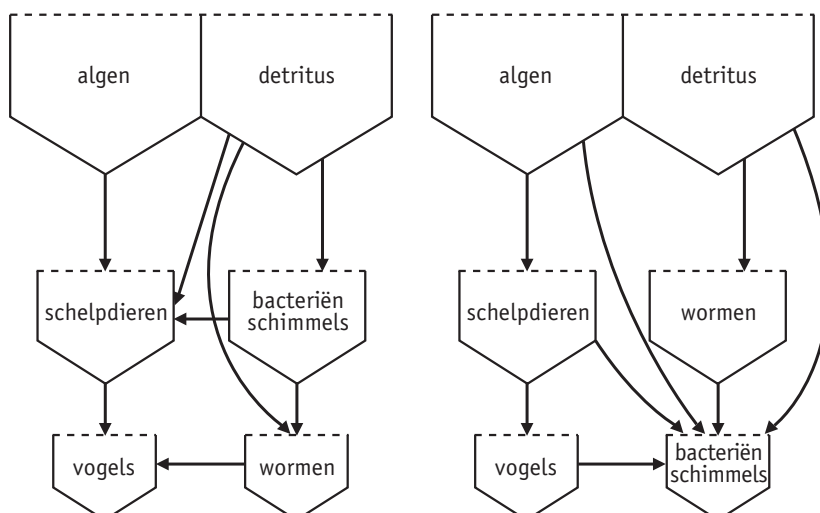 algen
detritus
schelpdieren
bacteriën
schimmels
vogels
wormen
algen
detritus
schelpdieren
wormen
vogels
bacteriën
schimmels